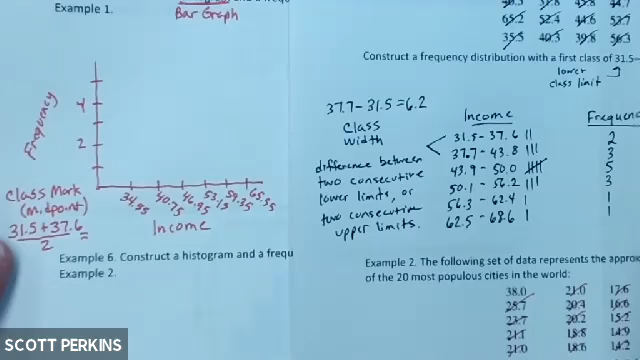 Example 1.
Bar Graph
Frequency
4
2
34.55
40.75
46.95
53.15
59.35
65.55
Income
Class Mark
(Midpoint)
31.5 + 37.6 =
2
Example 6. Construct a histogram and a frequ
Example 2.
65.2 52.4 44.6 53.7
35.5 40.3 39.8 56.3
Construct a frequency distribution with a first class of 31.5–
lower
class limit
37.7 - 31.5 = 6.2
Class
Width
difference between
two consecutive
lower limits, or
two consecutive
upper limits.
Income
Frequenc
31.5 - 37.6 || 2
37.7 - 43.8 ||| 3
43.9 - 50.0 5
50.1 - 56.2 ||| 3
56.3 - 62.4 | 1
62.5 - 68.6 | 1
Example 2. The following set of data represents the approx
of the 20 most populous cities in the world:
38.0 21.0 17.6
28.7 20.4 16.6
23.7 20.2 15.2
21.1 18.8 14.9
21.0 18.6 14.2
SCOTT PERKINS